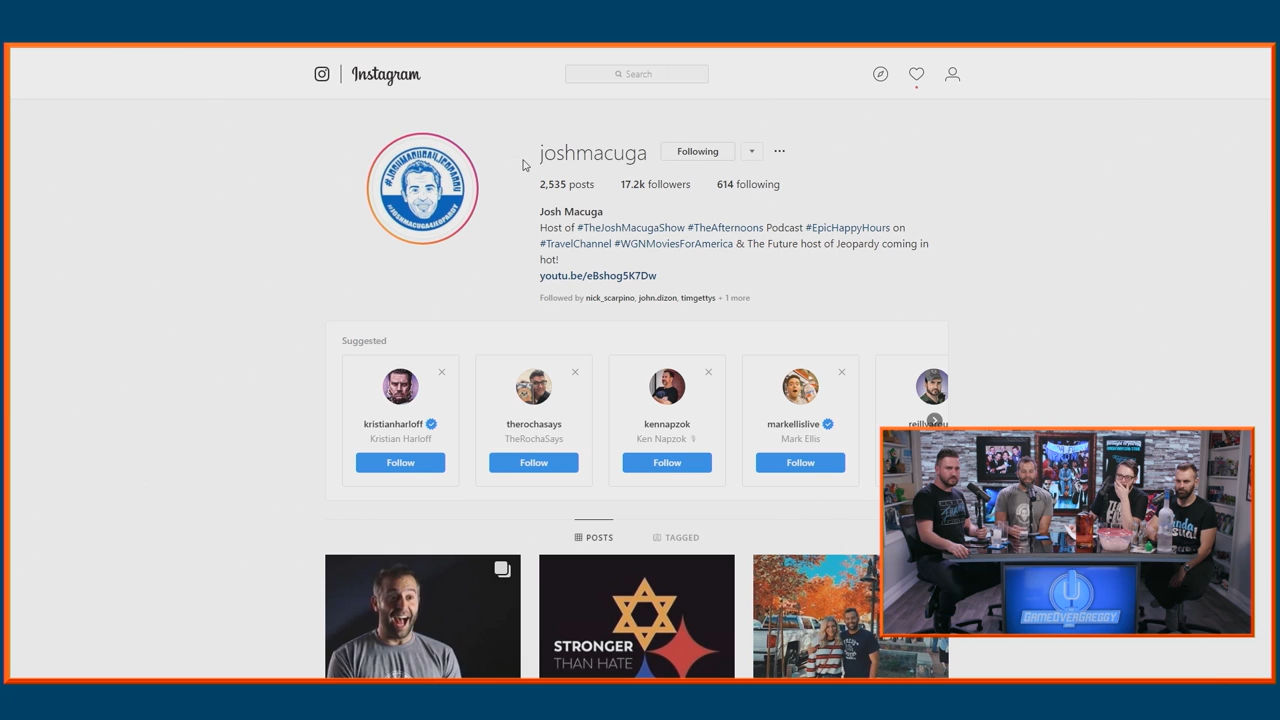 Instagram
Search
joshmacuga Following
2,535 posts 17.2k followers 614 following
Josh Macuga
Host of #TheJoshMacugaShow #TheAfternoons Podcast #EpicHappyHours on
#TravelChannel #WGNMoviesForAmerica & The Future host of Jeopardy coming in
hot!
youtu.be/eBshog5K7Dw
Followed by nick_scarpino, john.dizon, timgettys + 1 more
#JOSHMACUGA4JEOPARDY
#JOSHMACUGA4JEOPARDY
Suggested
kristianharloff therochasays kennapzok markellislive
Kristian Harloff TheRochaSays Ken Napzok Mark Ellis
Follow Follow Follow Follow
POSTS TAGGED
STRONGER
THAN HATE
GAMEOVERGREGGY